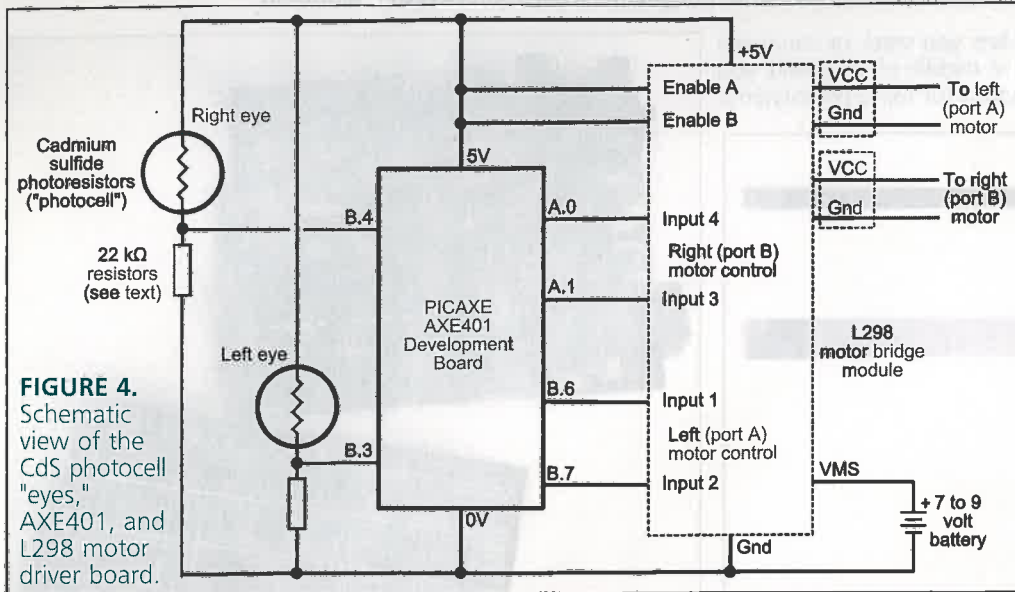 +5V
Right eye
Cadmium
sulfide
photoresistors
("photocell")
22 kΩ
resistors
(see text)
Left eye
FIGURE 4.
Schematic
view of the
CdS photocell
"eyes,"
AXE401, and
L298 motor
driver board.
5V
B.4
B.3
PICAXE
AXE401
Development
Board
0V
A.0
A.1
B.6
B.7
Enable A
Enable B
Input 4
Right (port B)
motor control
Input 3
Input 1
Left (port A)
motor control
Input 2
Gnd
VCC
Gnd
To left
(port A)
motor
VCC
Gnd
To right
(port B)
motor
L298
motor bridge
module
VMS
+ 7 to 9
volt
battery